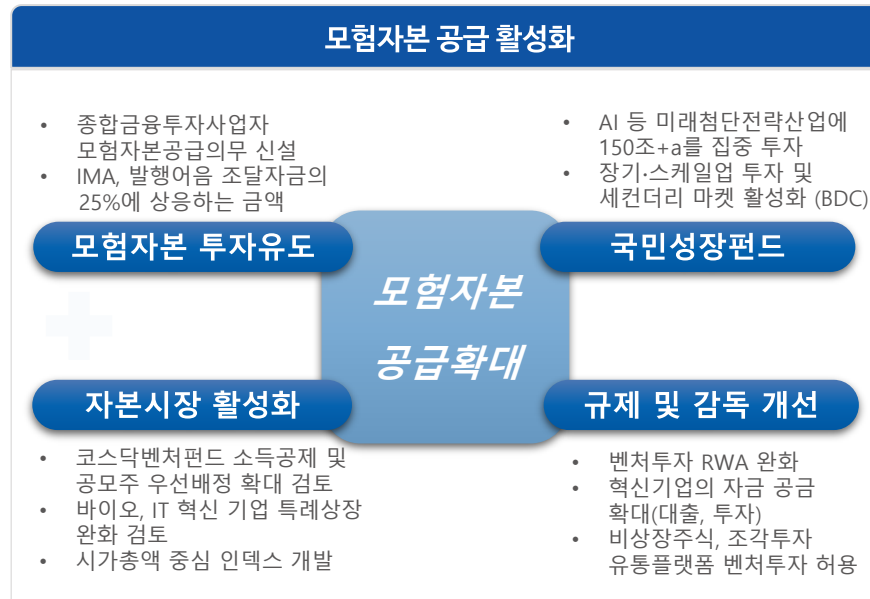 모험자본 공급 활성화
• 종합금융투자사업자
모험자본공급의무 신설
• IMA, 발행어음 조달자금의
25%에 상응하는 금액
모험자본 투자유도
• AI 등 미래첨단전략산업에
150조+a를 집중 투자
• 장기·스케일업 투자 및
세컨더리 마켓 활성화 (BDC)
국민성장펀드
모험자본
공급확대
자본시장 활성화
• 코스닥벤처펀드 소득공제 및
공모주 우선배정 확대 검토
• 바이오, IT 혁신 기업 특례상장
완화 검토
• 시가총액 중심 인덱스 개발
규제 및 감독 개선
• 벤처투자 RWA 완화
• 혁신기업의 자금 공금
확대(대출, 투자)
• 비상장주식, 조각투자
유통플랫폼 벤처투자 허용